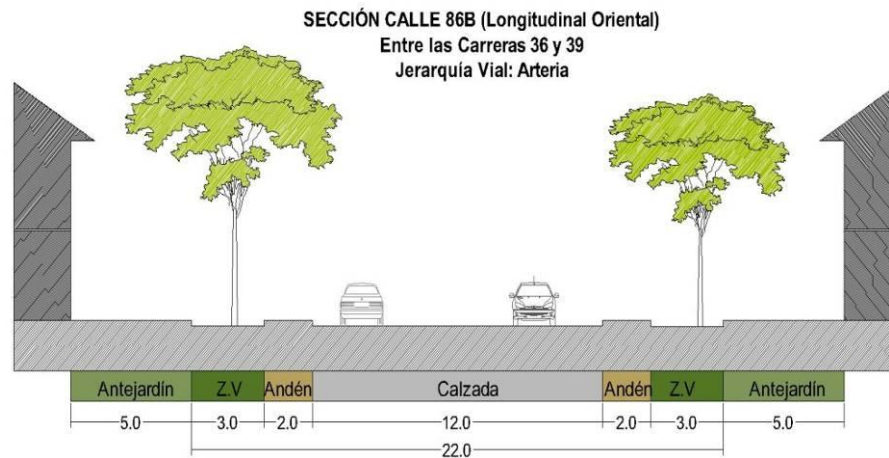 SECCIÓN CALLE 86B (Longitudinal Oriental)
Entre las Carreras 36 y 39
Jerarquía Vial: Arteria
Antejardín Z.V Andén Calzada Andén Z.V Antejardín
5.0 3.0 2.0 12.0 2.0 3.0 5.0
22.0